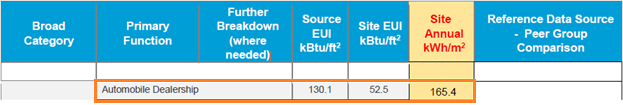 Broad Category
Primary Function
Further Breakdown (where needed)
Source EUI kBtu/ft²
Site EUI kBtu/ft²
Site Annual kWh/m²
Reference Data Source - Peer Group Comparison
Automobile Dealership 130.1 52.5 165.4